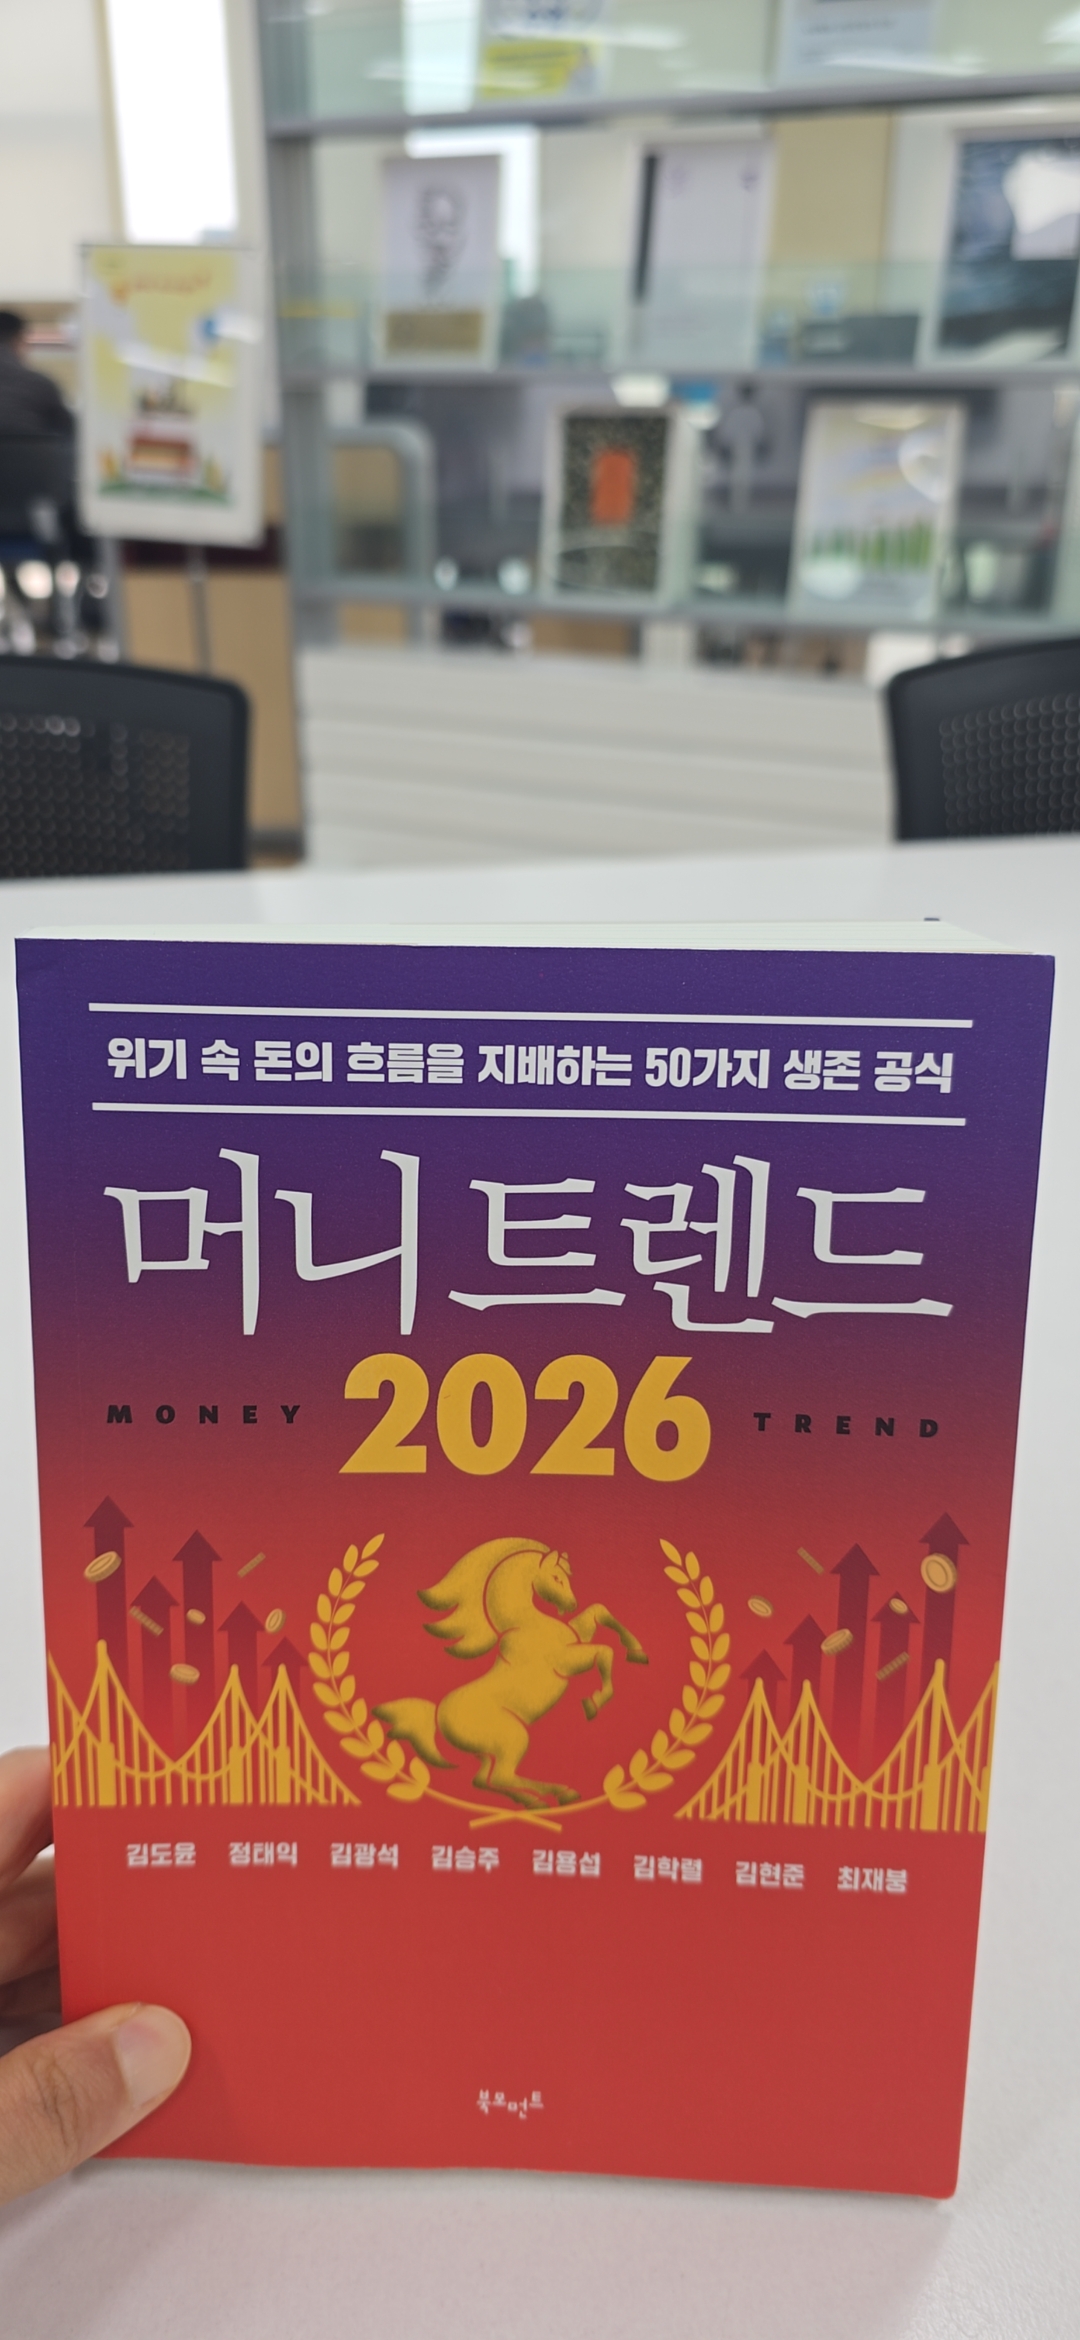 위기 속 돈의 흐름을 지배하는 50가지 생존 공식
머니트렌드
MONEY 2026 TREND
김도윤 정태익 김광석 김승주 김용섭 김학렬 김현준 최재붕
북모먼트